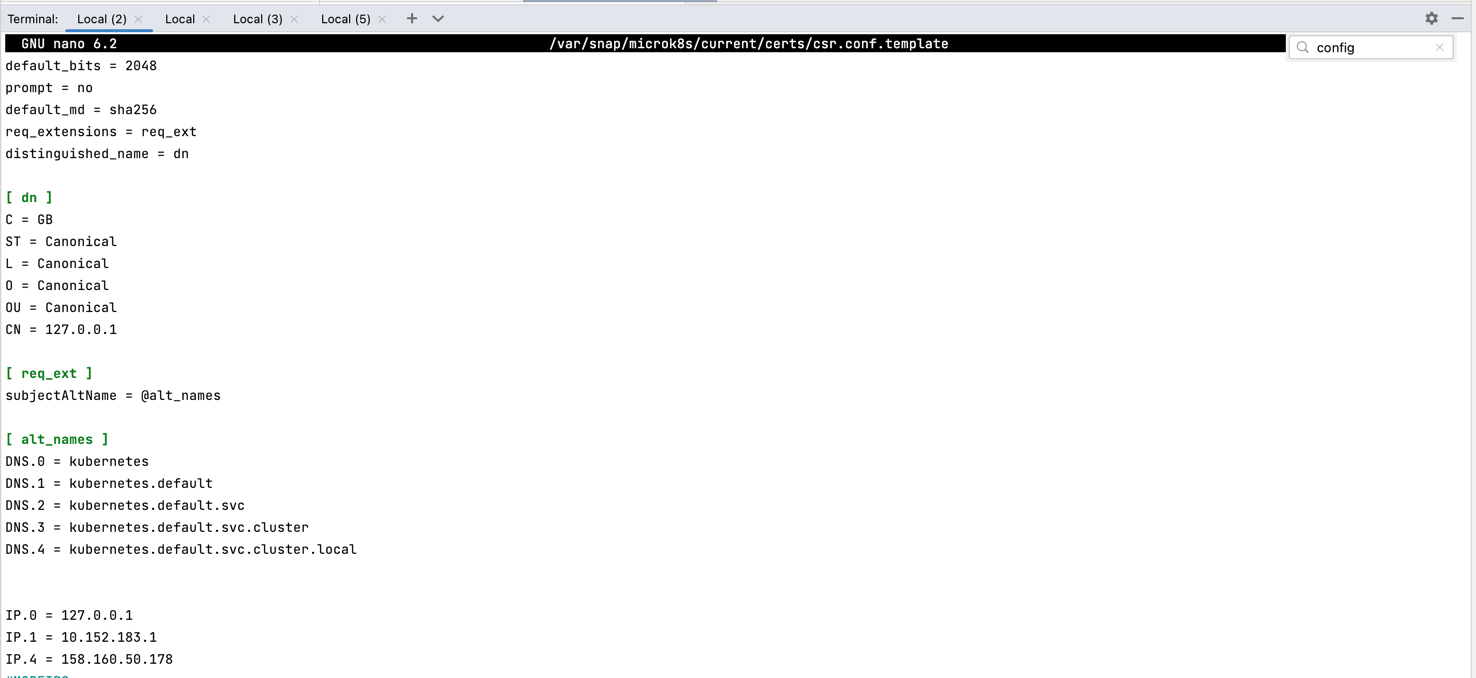 Terminal: Local (2) Local Local (3) Local (5)
GNU nano 6.2 /var/snap/microk8s/current/certs/csr.conf.template
config
default_bits = 2048
prompt = no
default_md = sha256
req_extensions = req_ext
distinguished_name = dn
[ dn ]
C = GB
ST = Canonical
L = Canonical
O = Canonical
OU = Canonical
CN = 127.0.0.1
[ req_ext ]
subjectAltName = @alt_names
[ alt_names ]
DNS.0 = kubernetes
DNS.1 = kubernetes.default
DNS.2 = kubernetes.default.svc
DNS.3 = kubernetes.default.svc.cluster
DNS.4 = kubernetes.default.svc.cluster.local
IP.0 = 127.0.0.1
IP.1 = 10.152.183.1
IP.4 = 158.160.50.178